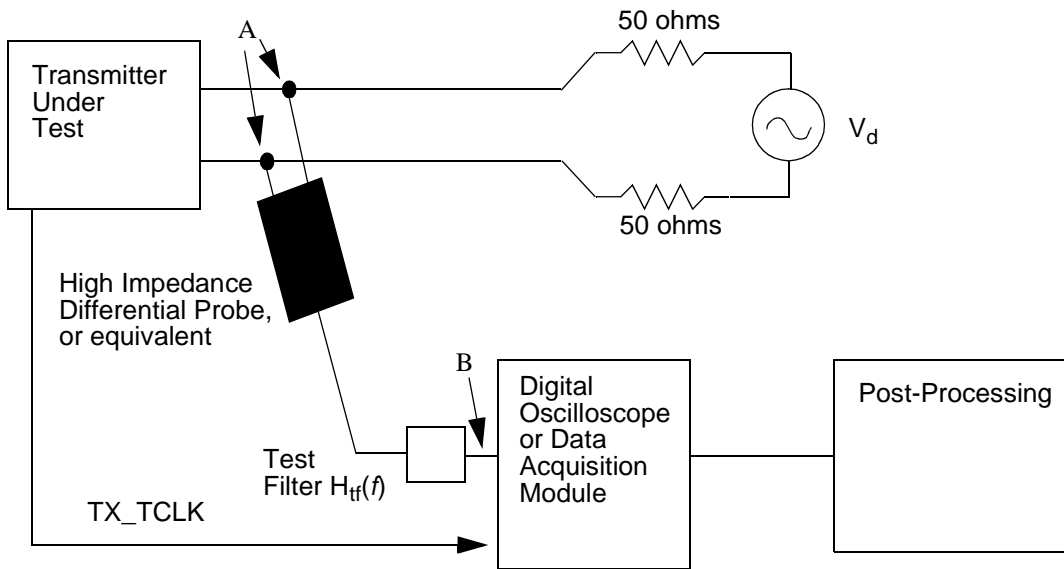 A
50 ohms
Transmitter
Under
Test
V_d
50 ohms
High Impedance
Differential Probe,
or equivalent
B
Digital
Oscilloscope
or Data
Acquisition
Module
Post-Processing
Test
Filter H_tf(f)
TX_TCLK